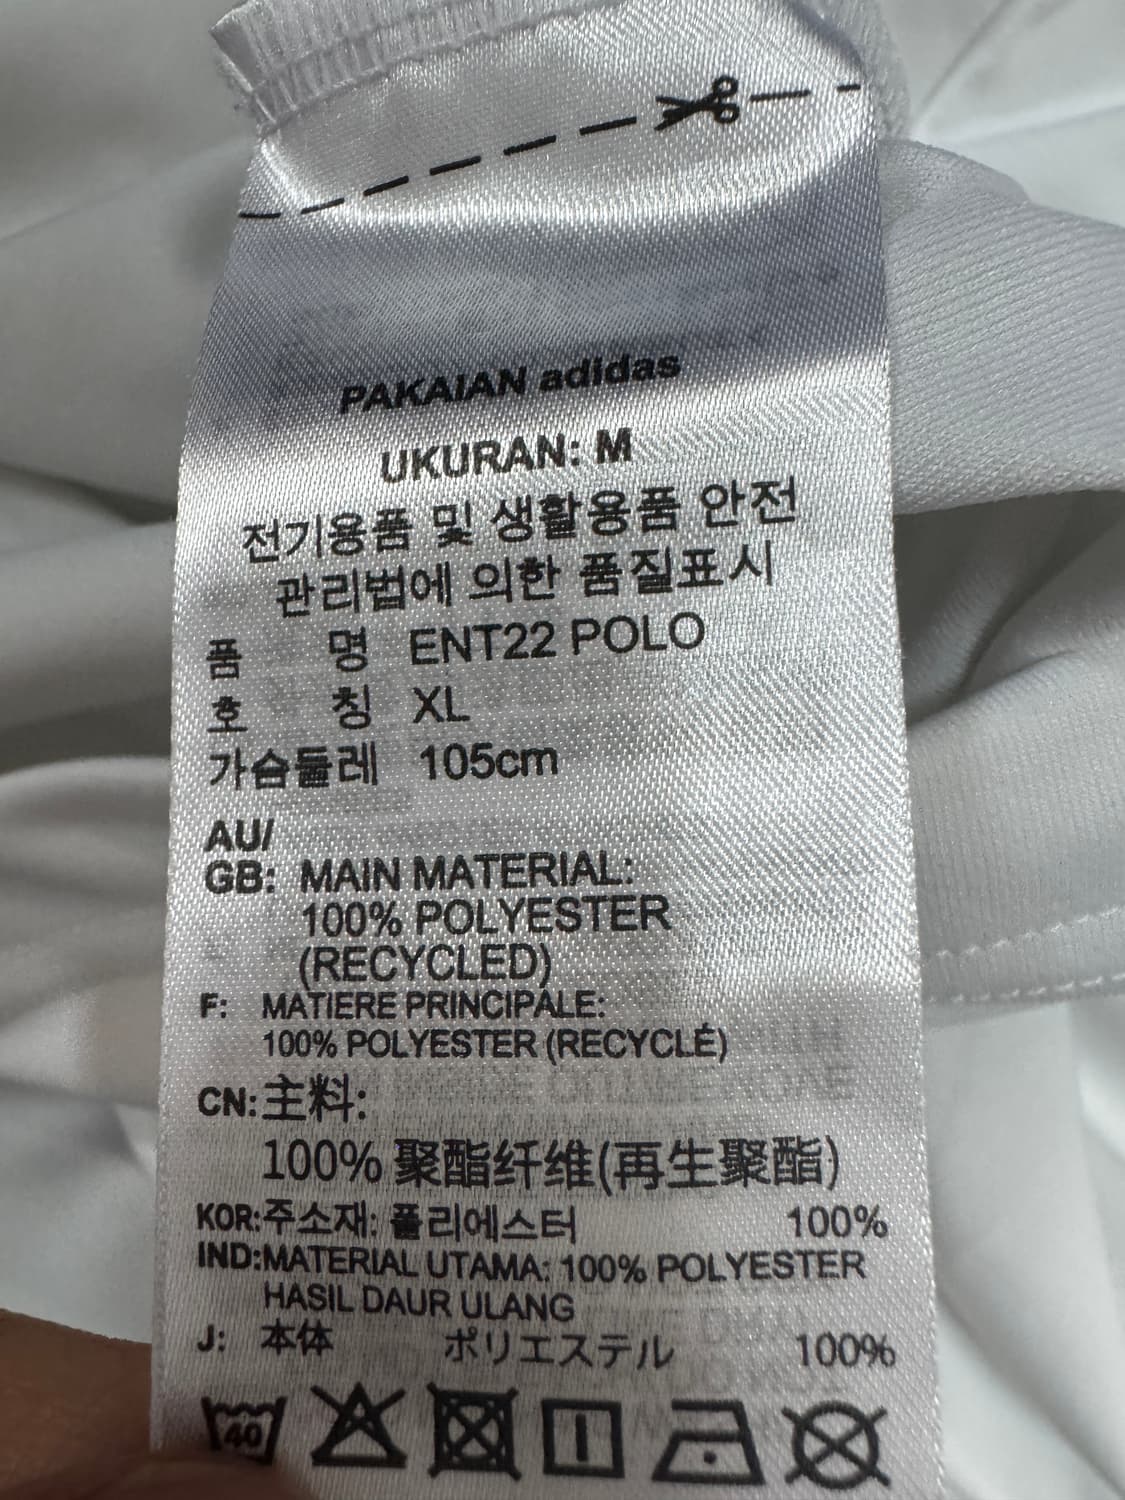 PAKAIAN adidas
UKURAN: M
전기용품 및 생활용품 안전
관리법에 의한 품질표시
품 명 ENT22 POLO
호 칭 XL
가슴둘레 105cm
AU/
GB: MAIN MATERIAL:
100% POLYESTER
(RECYCLED)
F: MATIERE PRINCIPALE:
100% POLYESTER (RECYCLÉ)
CN: 主料:
100% 聚酯纤维(再生聚酯)
KOR:주소재: 폴리에스터 100%
IND:MATERIAL UTAMA: 100% POLYESTER
HASIL DAUR ULANG
J: 本体 ポリエステル 100%
40